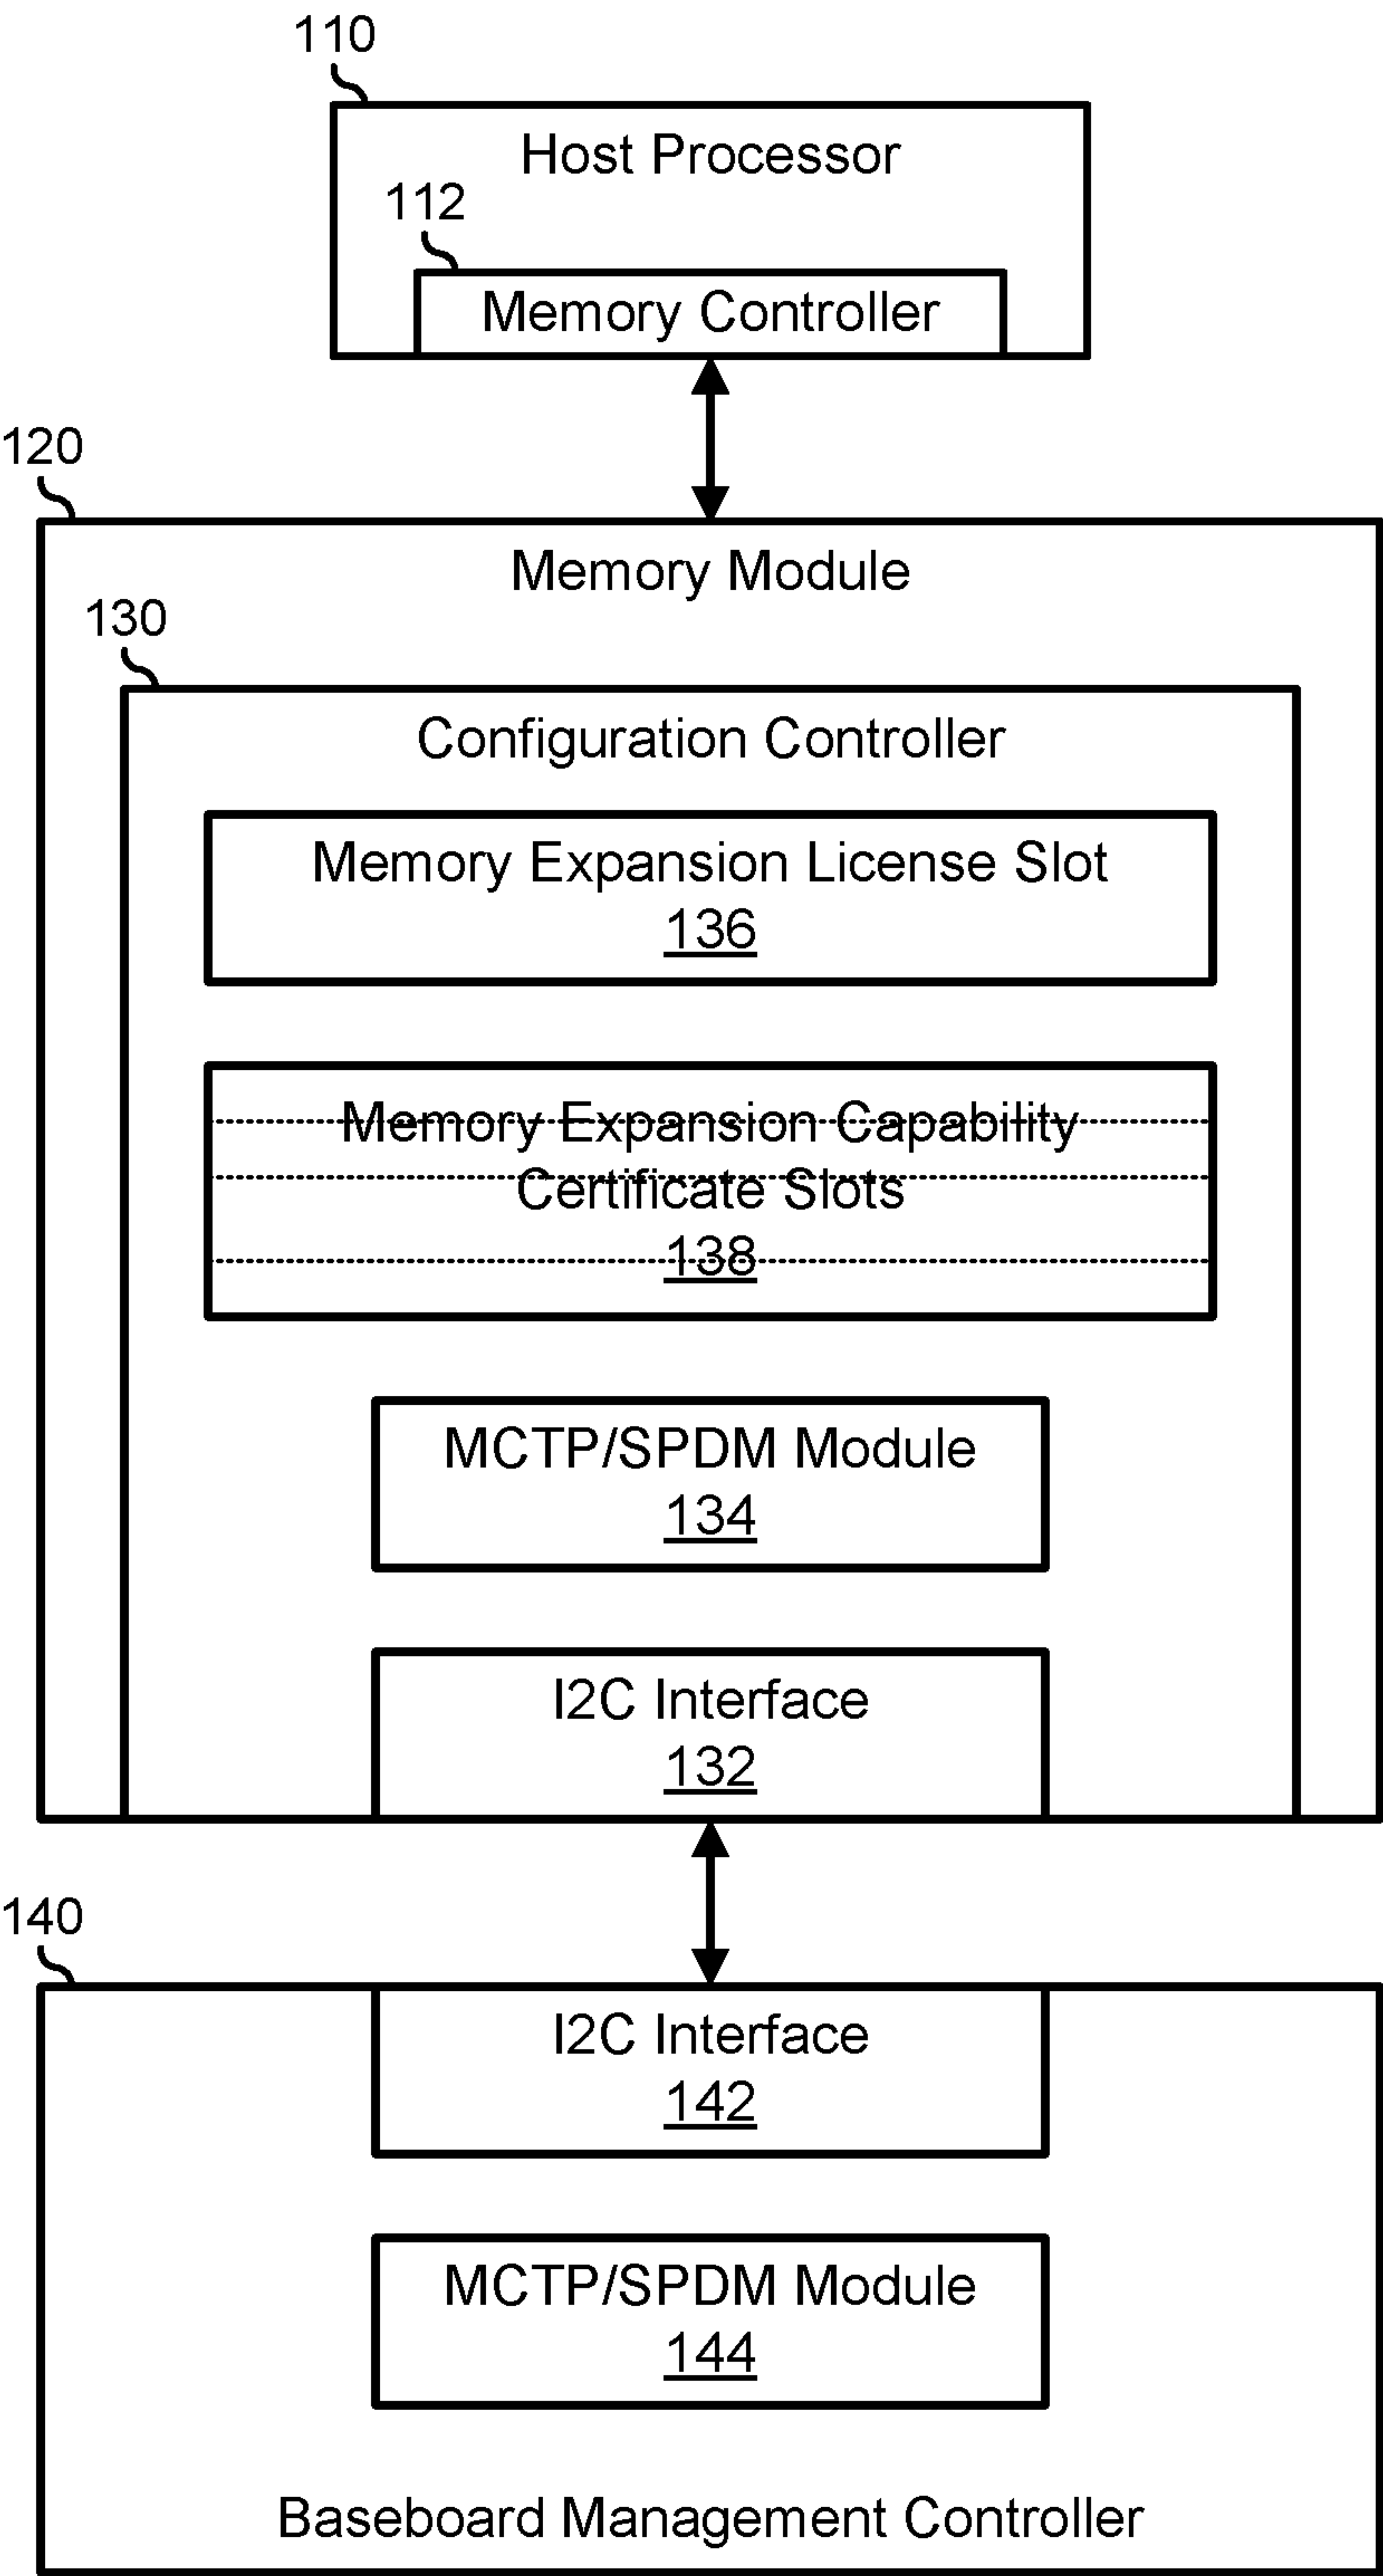 110
Host Processor
112
Memory Controller
120
Memory Module
130
Configuration Controller
Memory Expansion License Slot
136
Memory Expansion Capability
Certificate Slots
138
MCTP/SPDM Module
134
I2C Interface
132
140
I2C Interface
142
MCTP/SPDM Module
144
Baseboard Management Controller